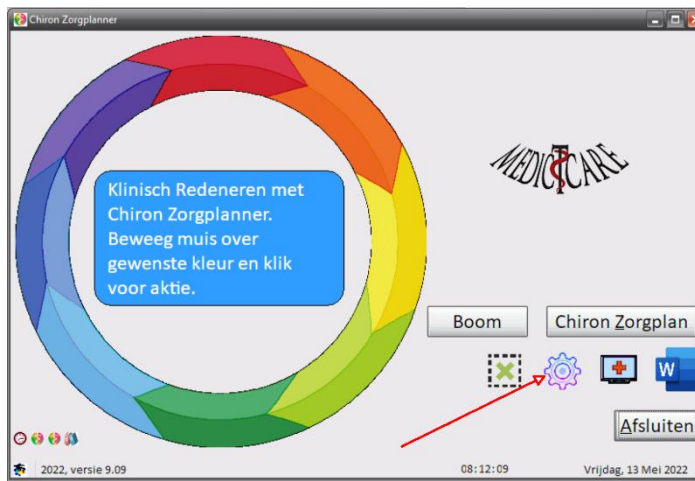 Chiron Zorgplanner
MEDICTCARE
Klinisch Redeneren met
Chiron Zorgplanner.
Beweeg muis over
gewenste kleur en klik
voor aktie.
Boom
Chiron Zorgplan
W
Afsluiten
2022, versie 9.09
08:12:09
Vrijdag, 13 Mei 2022